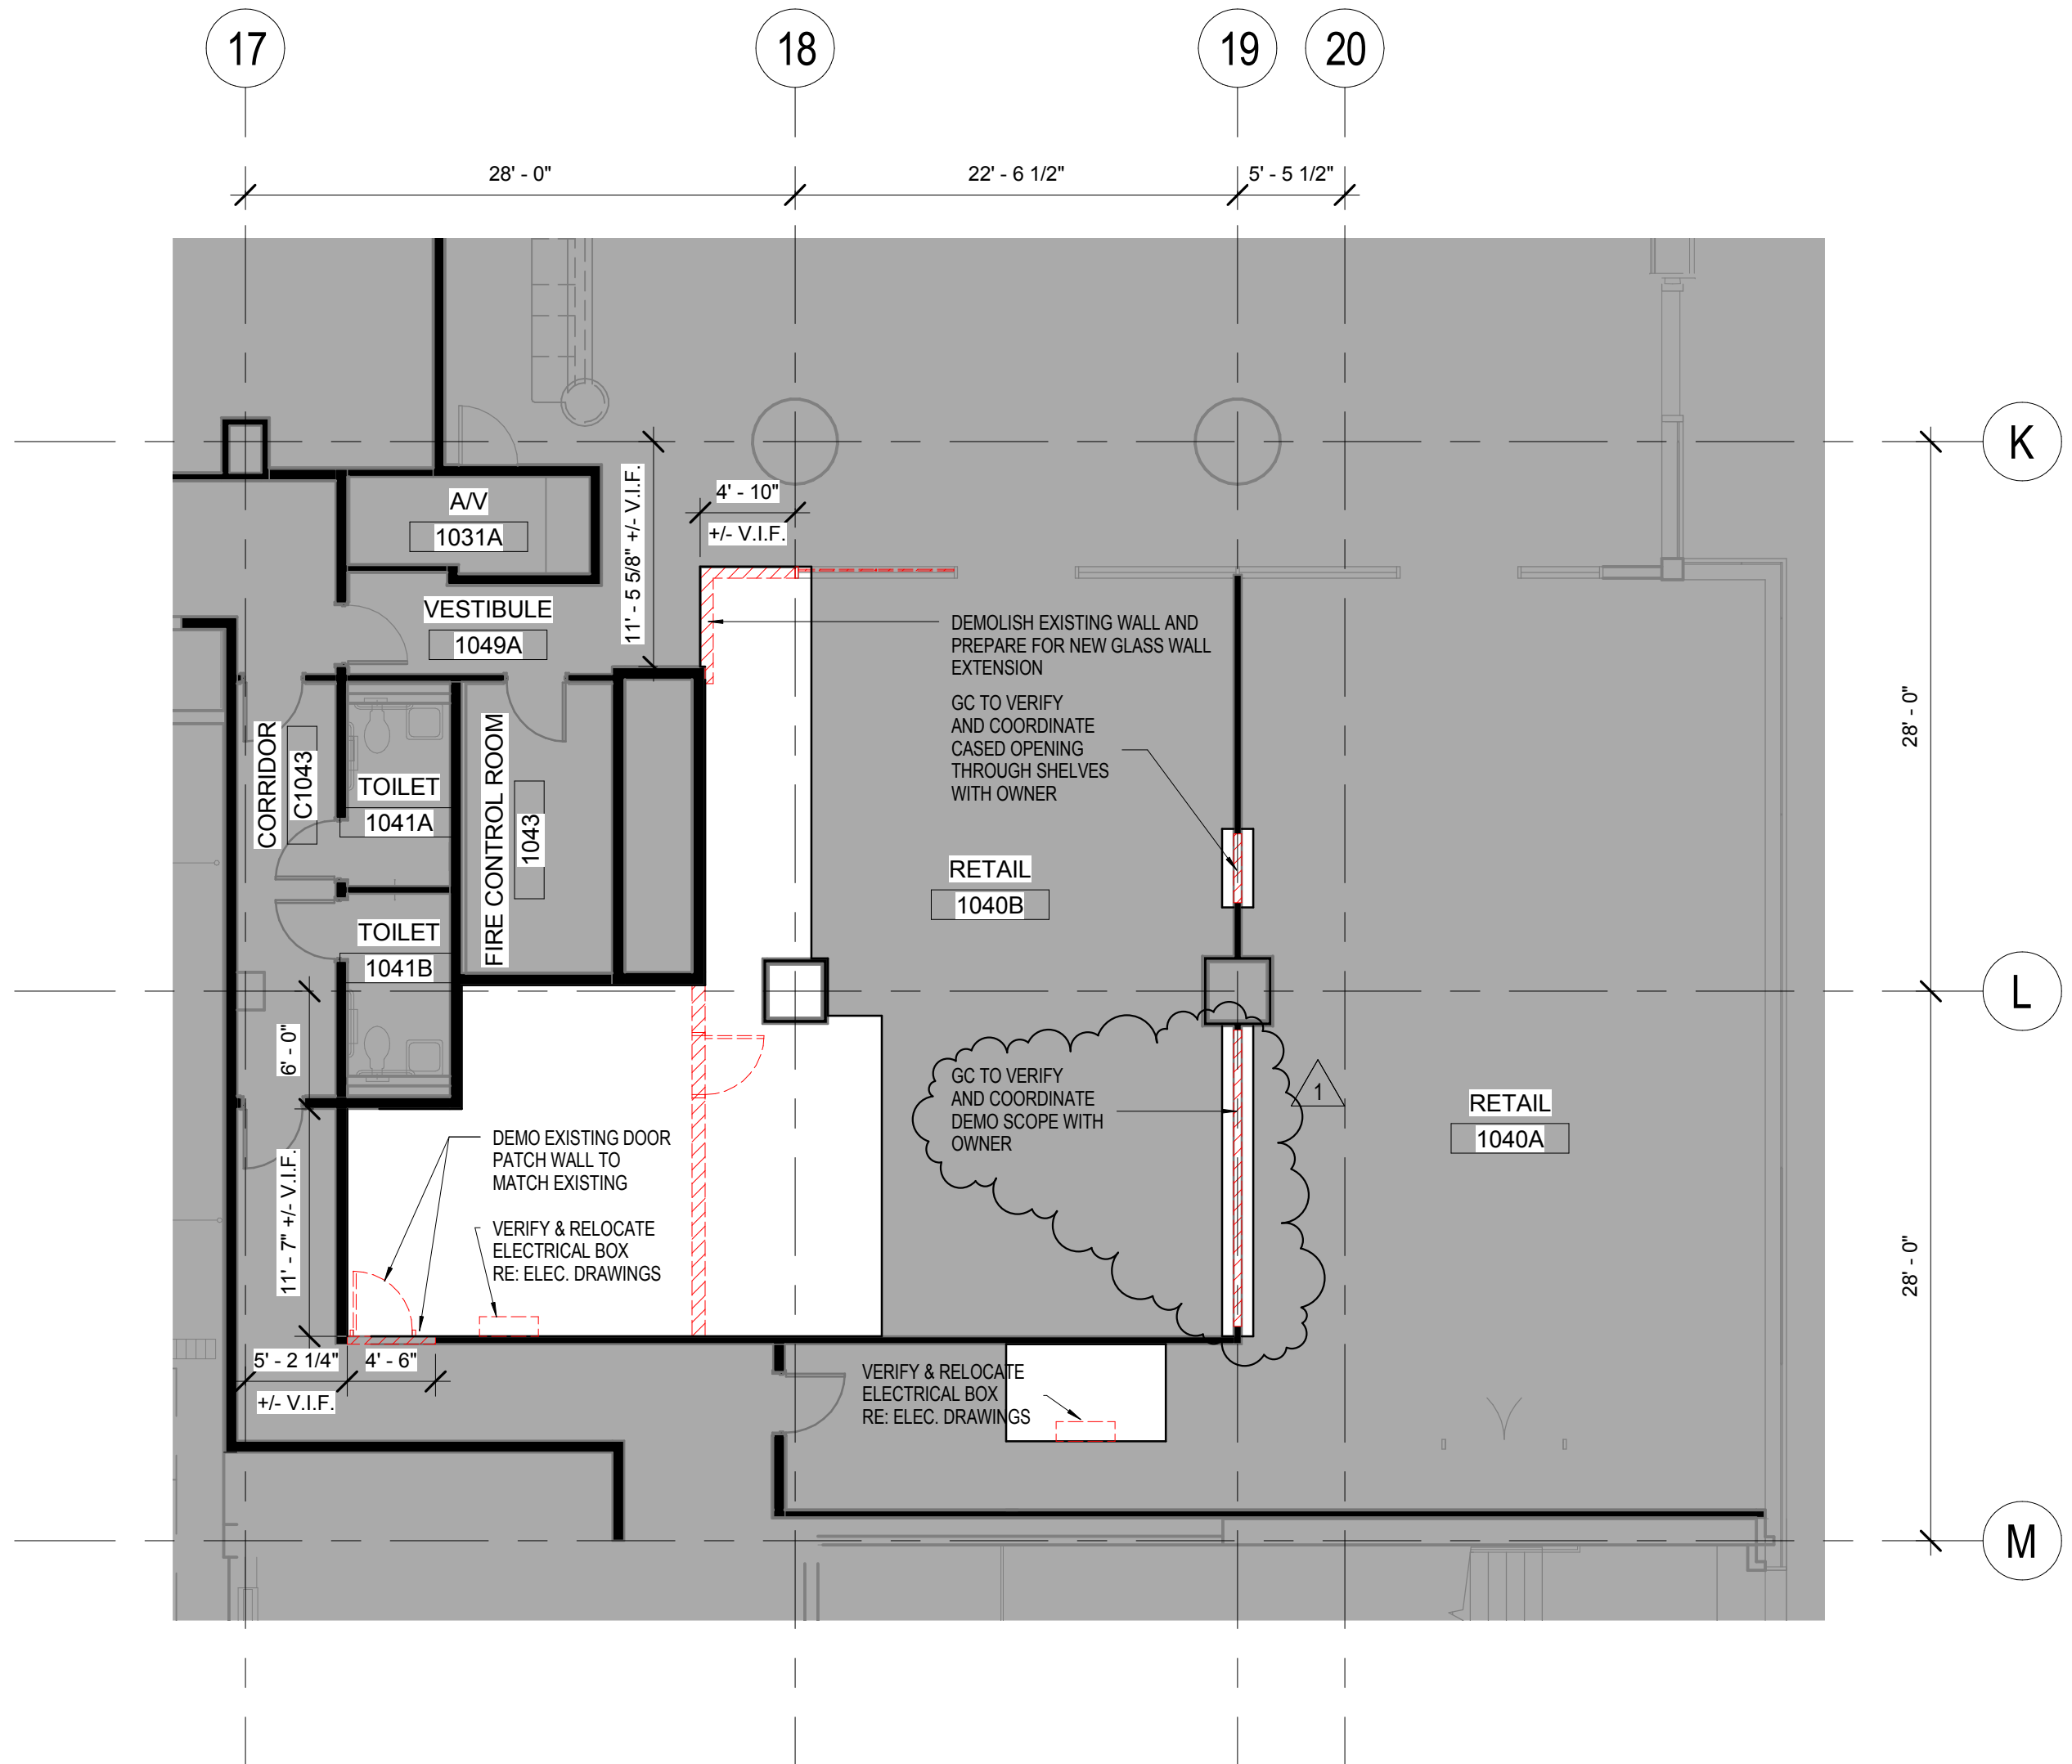 17
18
19
20
28' - 0"
22' - 6 1/2"
5' - 5 1/2"
K
11' - 5 5/8" +/- V.I.F.
4' - 10"
+/- V.I.F.
A/V
1031A
VESTIBULE
1049A
DEMOLISH EXISTING WALL AND
PREPARE FOR NEW GLASS WALL
EXTENSION
GC TO VERIFY
AND COORDINATE
CASED OPENING
THROUGH SHELVES
WITH OWNER
28' - 0"
CORRIDOR
C1043
TOILET
1041A
FIRE CONTROL ROOM
1043
RETAIL
1040B
TOILET
1041B
L
6' - 0"
GC TO VERIFY
AND COORDINATE
DEMO SCOPE WITH
OWNER
1
RETAIL
1040A
DEMO EXISTING DOOR
PATCH WALL TO
MATCH EXISTING
11' - 7" +/- V.I.F.
VERIFY & RELOCATE
ELECTRICAL BOX
RE: ELEC. DRAWINGS
28' - 0"
5' - 2 1/4"
+/- V.I.F.
4' - 6"
VERIFY & RELOCATE
ELECTRICAL BOX
RE: ELEC. DRAWINGS
M